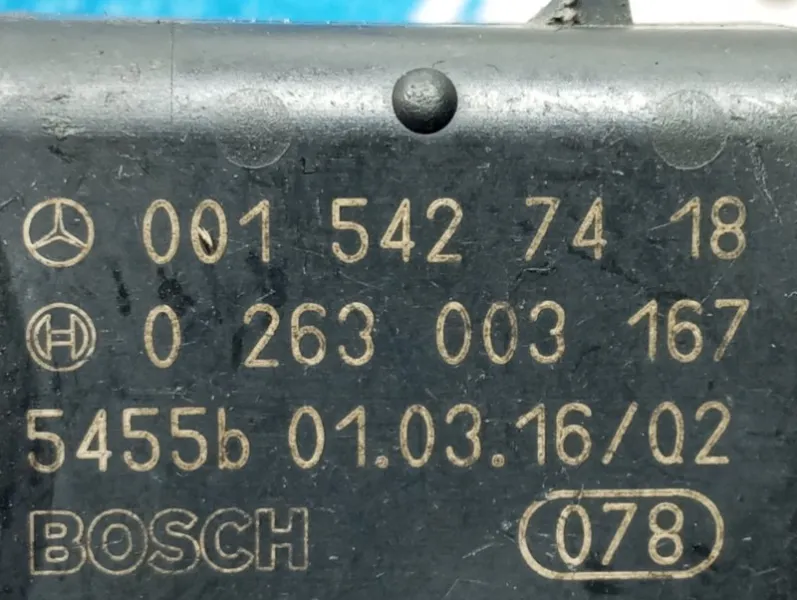 001 542 74 18
0 263 003 167
5455b 01.03.16/02
BOSCH 078